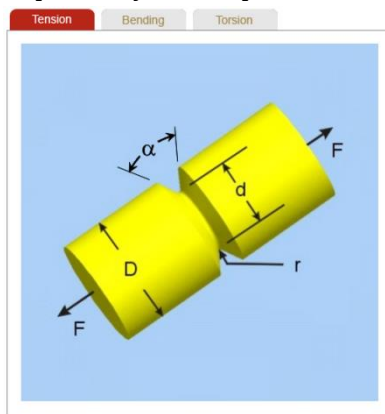 Tension Bending Torsion
α
F
d
D
r
F